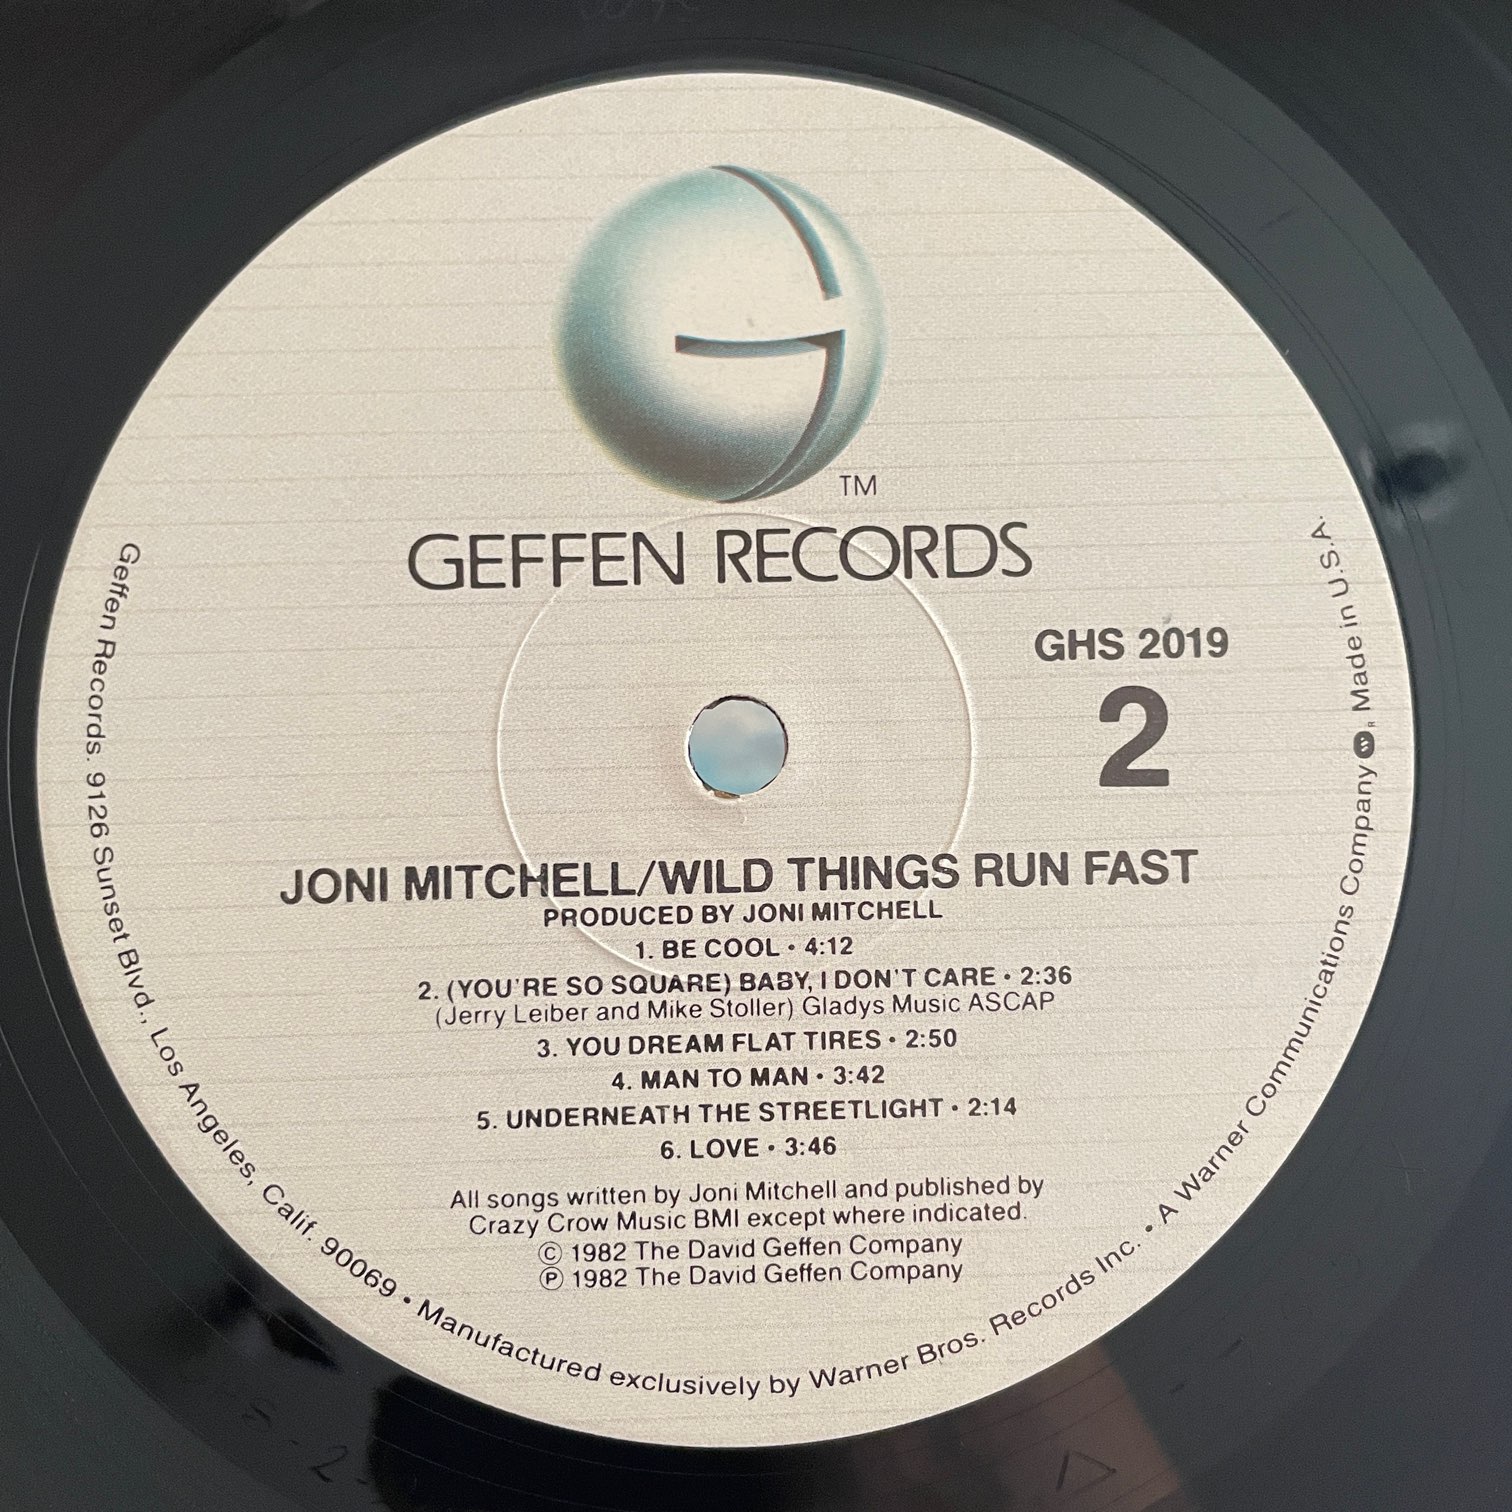 TM
GEFFEN RECORDS
GHS 2019
2
JONI MITCHELL/WILD THINGS RUN FAST
PRODUCED BY JONI MITCHELL
1. BE COOL • 4:12
2. (YOU'RE SO SQUARE) BABY, I DON'T CARE • 2:36
(Jerry Leiber and Mike Stoller) Gladys Music ASCAP
3. YOU DREAM FLAT TIRES • 2:50
4. MAN TO MAN • 3:42
5. UNDERNEATH THE STREETLIGHT • 2:14
6. LOVE • 3:46
All songs written by Joni Mitchell and published by
Crazy Crow Music BMI except where indicated.
© 1982 The David Geffen Company
℗ 1982 The David Geffen Company
Geffen Records. 9126 Sunset Blvd., Los Angeles, Calif. 90069 • Manufactured exclusively by Warner Bros. Records Inc. • A Warner Communications Company W R Made in U.S.A.